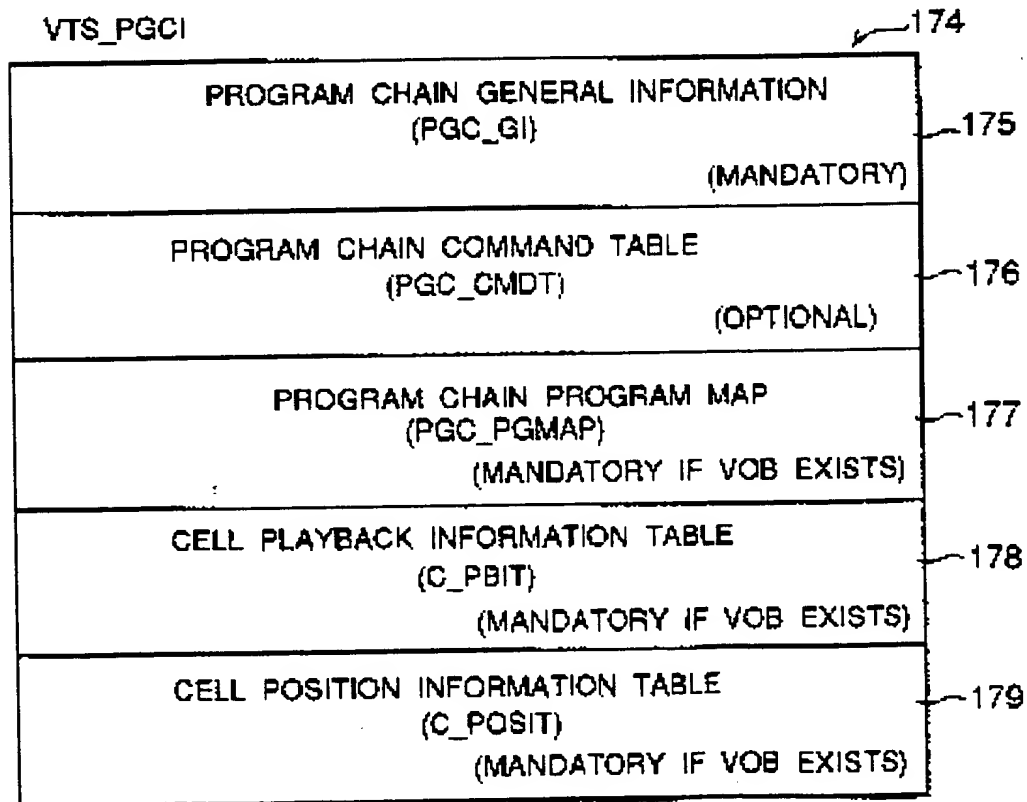 VTS_PGCI
174
PROGRAM CHAIN GENERAL INFORMATION
(PGC_GI)
175
(MANDATORY)
PROGRAM CHAIN COMMAND TABLE
(PGC_CMDT)
176
(OPTIONAL)
PROGRAM CHAIN PROGRAM MAP
(PGC_PGMAP)
177
(MANDATORY IF VOB EXISTS)
CELL PLAYBACK INFORMATION TABLE
(C_PBIT)
178
(MANDATORY IF VOB EXISTS)
CELL POSITION INFORMATION TABLE
(C_POSIT)
179
(MANDATORY IF VOB EXISTS)